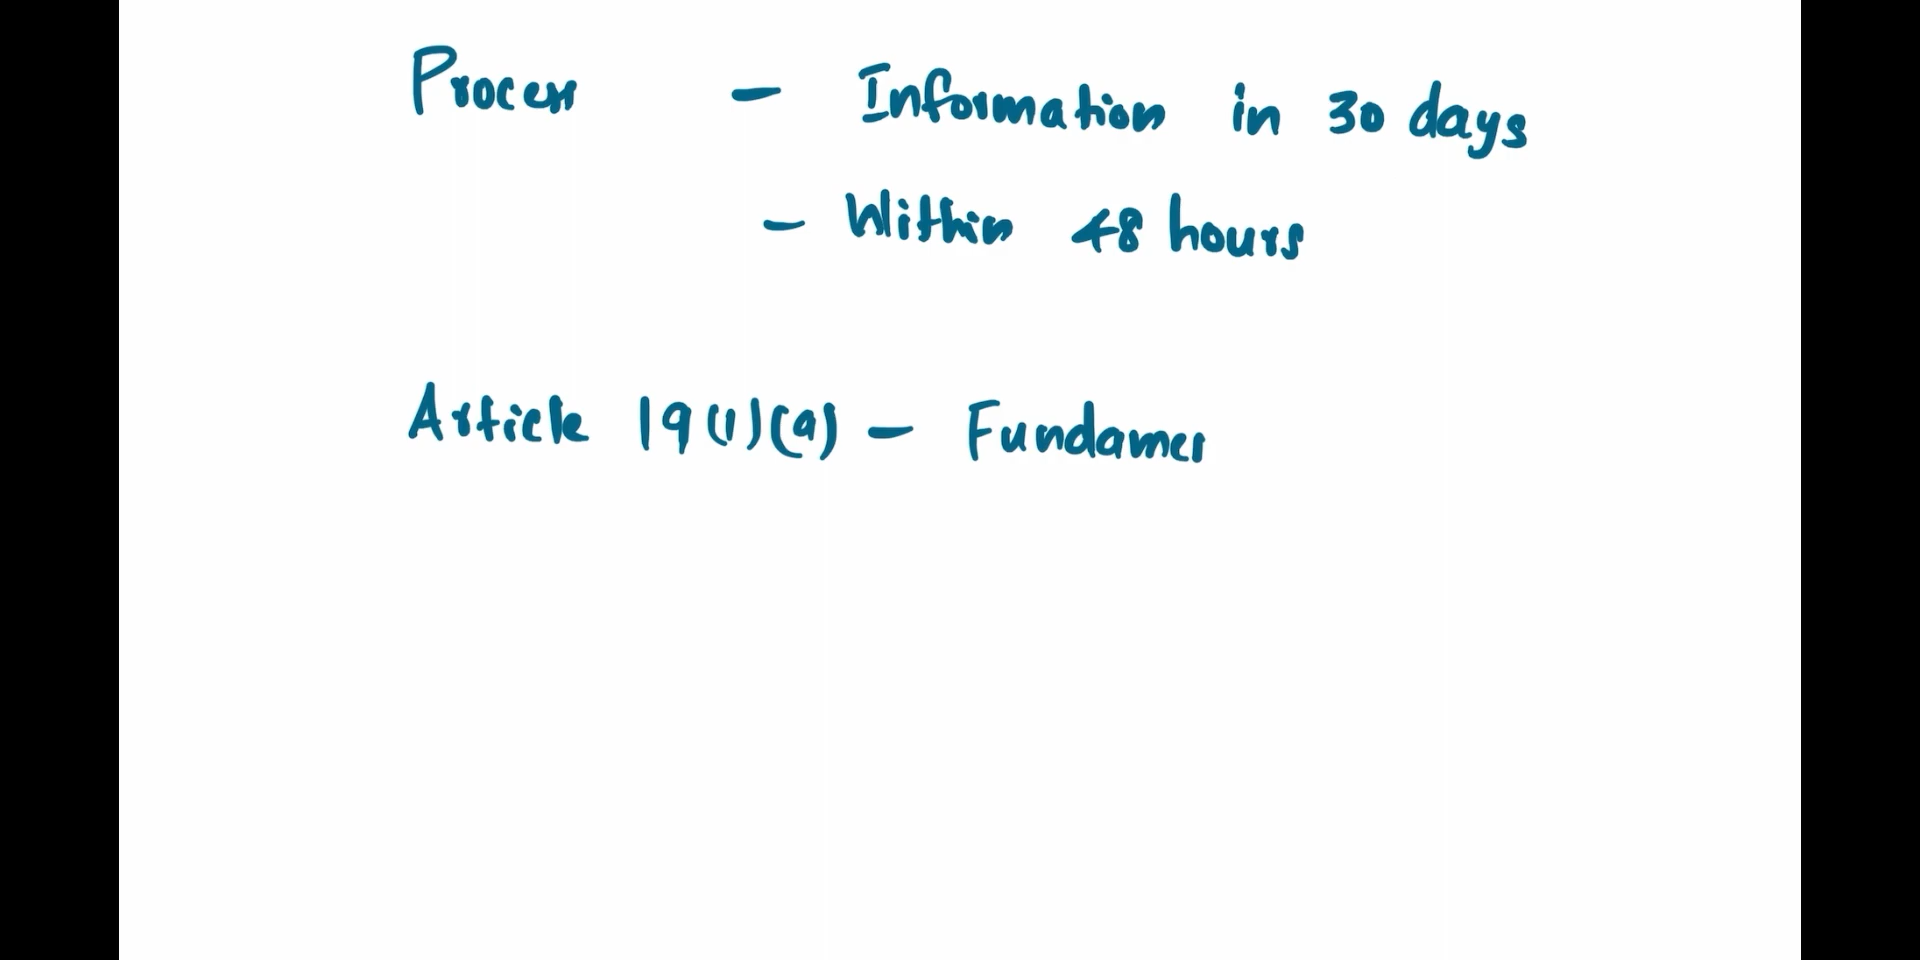 Process - Information in 30 days
- Within 48 hours
Article 19(1)(a) - Fundamen